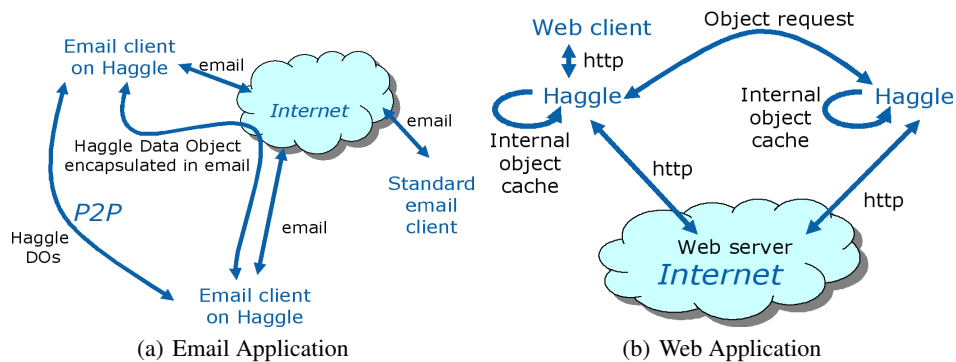 Email client
on Haggle
email
Internet
email
Haggle Data Object
encapsulated in email
Standard
email
client
P2P
Haggle
DOs
email
Email client
on Haggle
(a) Email Application
Object request
Web client
http
Haggle
Internal
object
cache
Haggle
Internal
object
cache
http
http
Web server
Internet
(b) Web Application